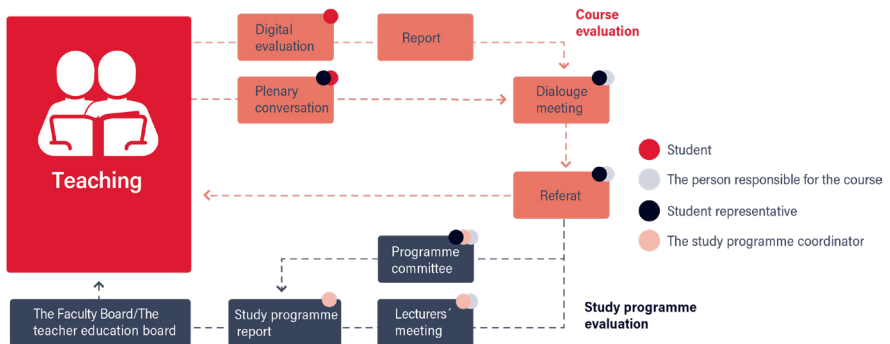 Digital
evaluation
Report
Course
evaluation
Plenary
conversation
Dialouge
meeting
Teaching
Referat
Student
The person responsible for the course
Student representative
The study programme coordinator
Programme
committee
The Faculty Board/The
teacher education board
Study programme
report
Lecturers´
meeting
Study programme
evaluation